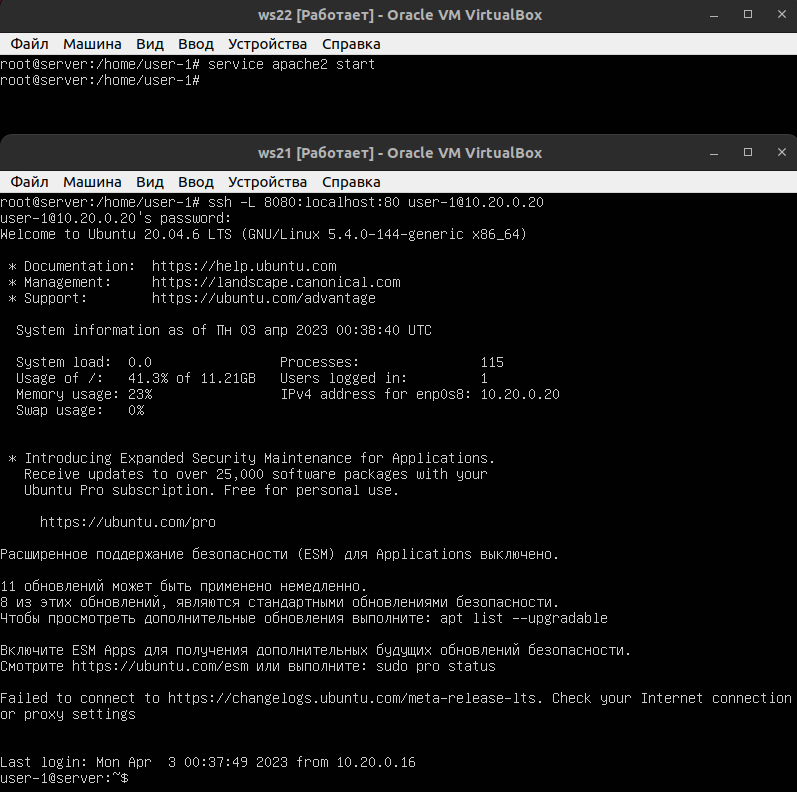 ws22 [Работает] - Oracle VM VirtualBox
Файл Машина Вид Ввод Устройства Справка
root@server:/home/user-1# service apache2 start
root@server:/home/user-1#
ws21 [Работает] - Oracle VM VirtualBox
Файл Машина Вид Ввод Устройства Справка
root@server:/home/user-1# ssh -L 8080:localhost:80 user-1@10.20.0.20
user-1@10.20.0.20's password:
Welcome to Ubuntu 20.04.6 LTS (GNU/Linux 5.4.0-144-generic x86_64)
* Documentation: https://help.ubuntu.com
* Management: https://landscape.canonical.com
* Support: https://ubuntu.com/advantage
System information as of Пн 03 апр 2023 00:38:40 UTC
System load: 0.0 Processes: 115
Usage of /: 41.3% of 11.21GB Users logged in: 1
Memory usage: 23% IPv4 address for enp0s8: 10.20.0.20
Swap usage: 0%
* Introducing Expanded Security Maintenance for Applications.
Receive updates to over 25,000 software packages with your
Ubuntu Pro subscription. Free for personal use.
https://ubuntu.com/pro
Расширенное поддержание безопасности (ESM) для Applications выключено.
11 обновлений может быть применено немедленно.
8 из этих обновлений, являются стандартными обновлениями безопасности.
Чтобы просмотреть дополнительные обновления выполните: apt list --upgradable
Включите ESM Apps для получения дополнительных будущих обновлений безопасности.
Смотрите https://ubuntu.com/esm или выполните: sudo pro status
Failed to connect to https://changelogs.ubuntu.com/meta-release-lts. Check your Internet connection
or proxy settings
Last login: Mon Apr 3 00:37:49 2023 from 10.20.0.16
user-1@server:~$